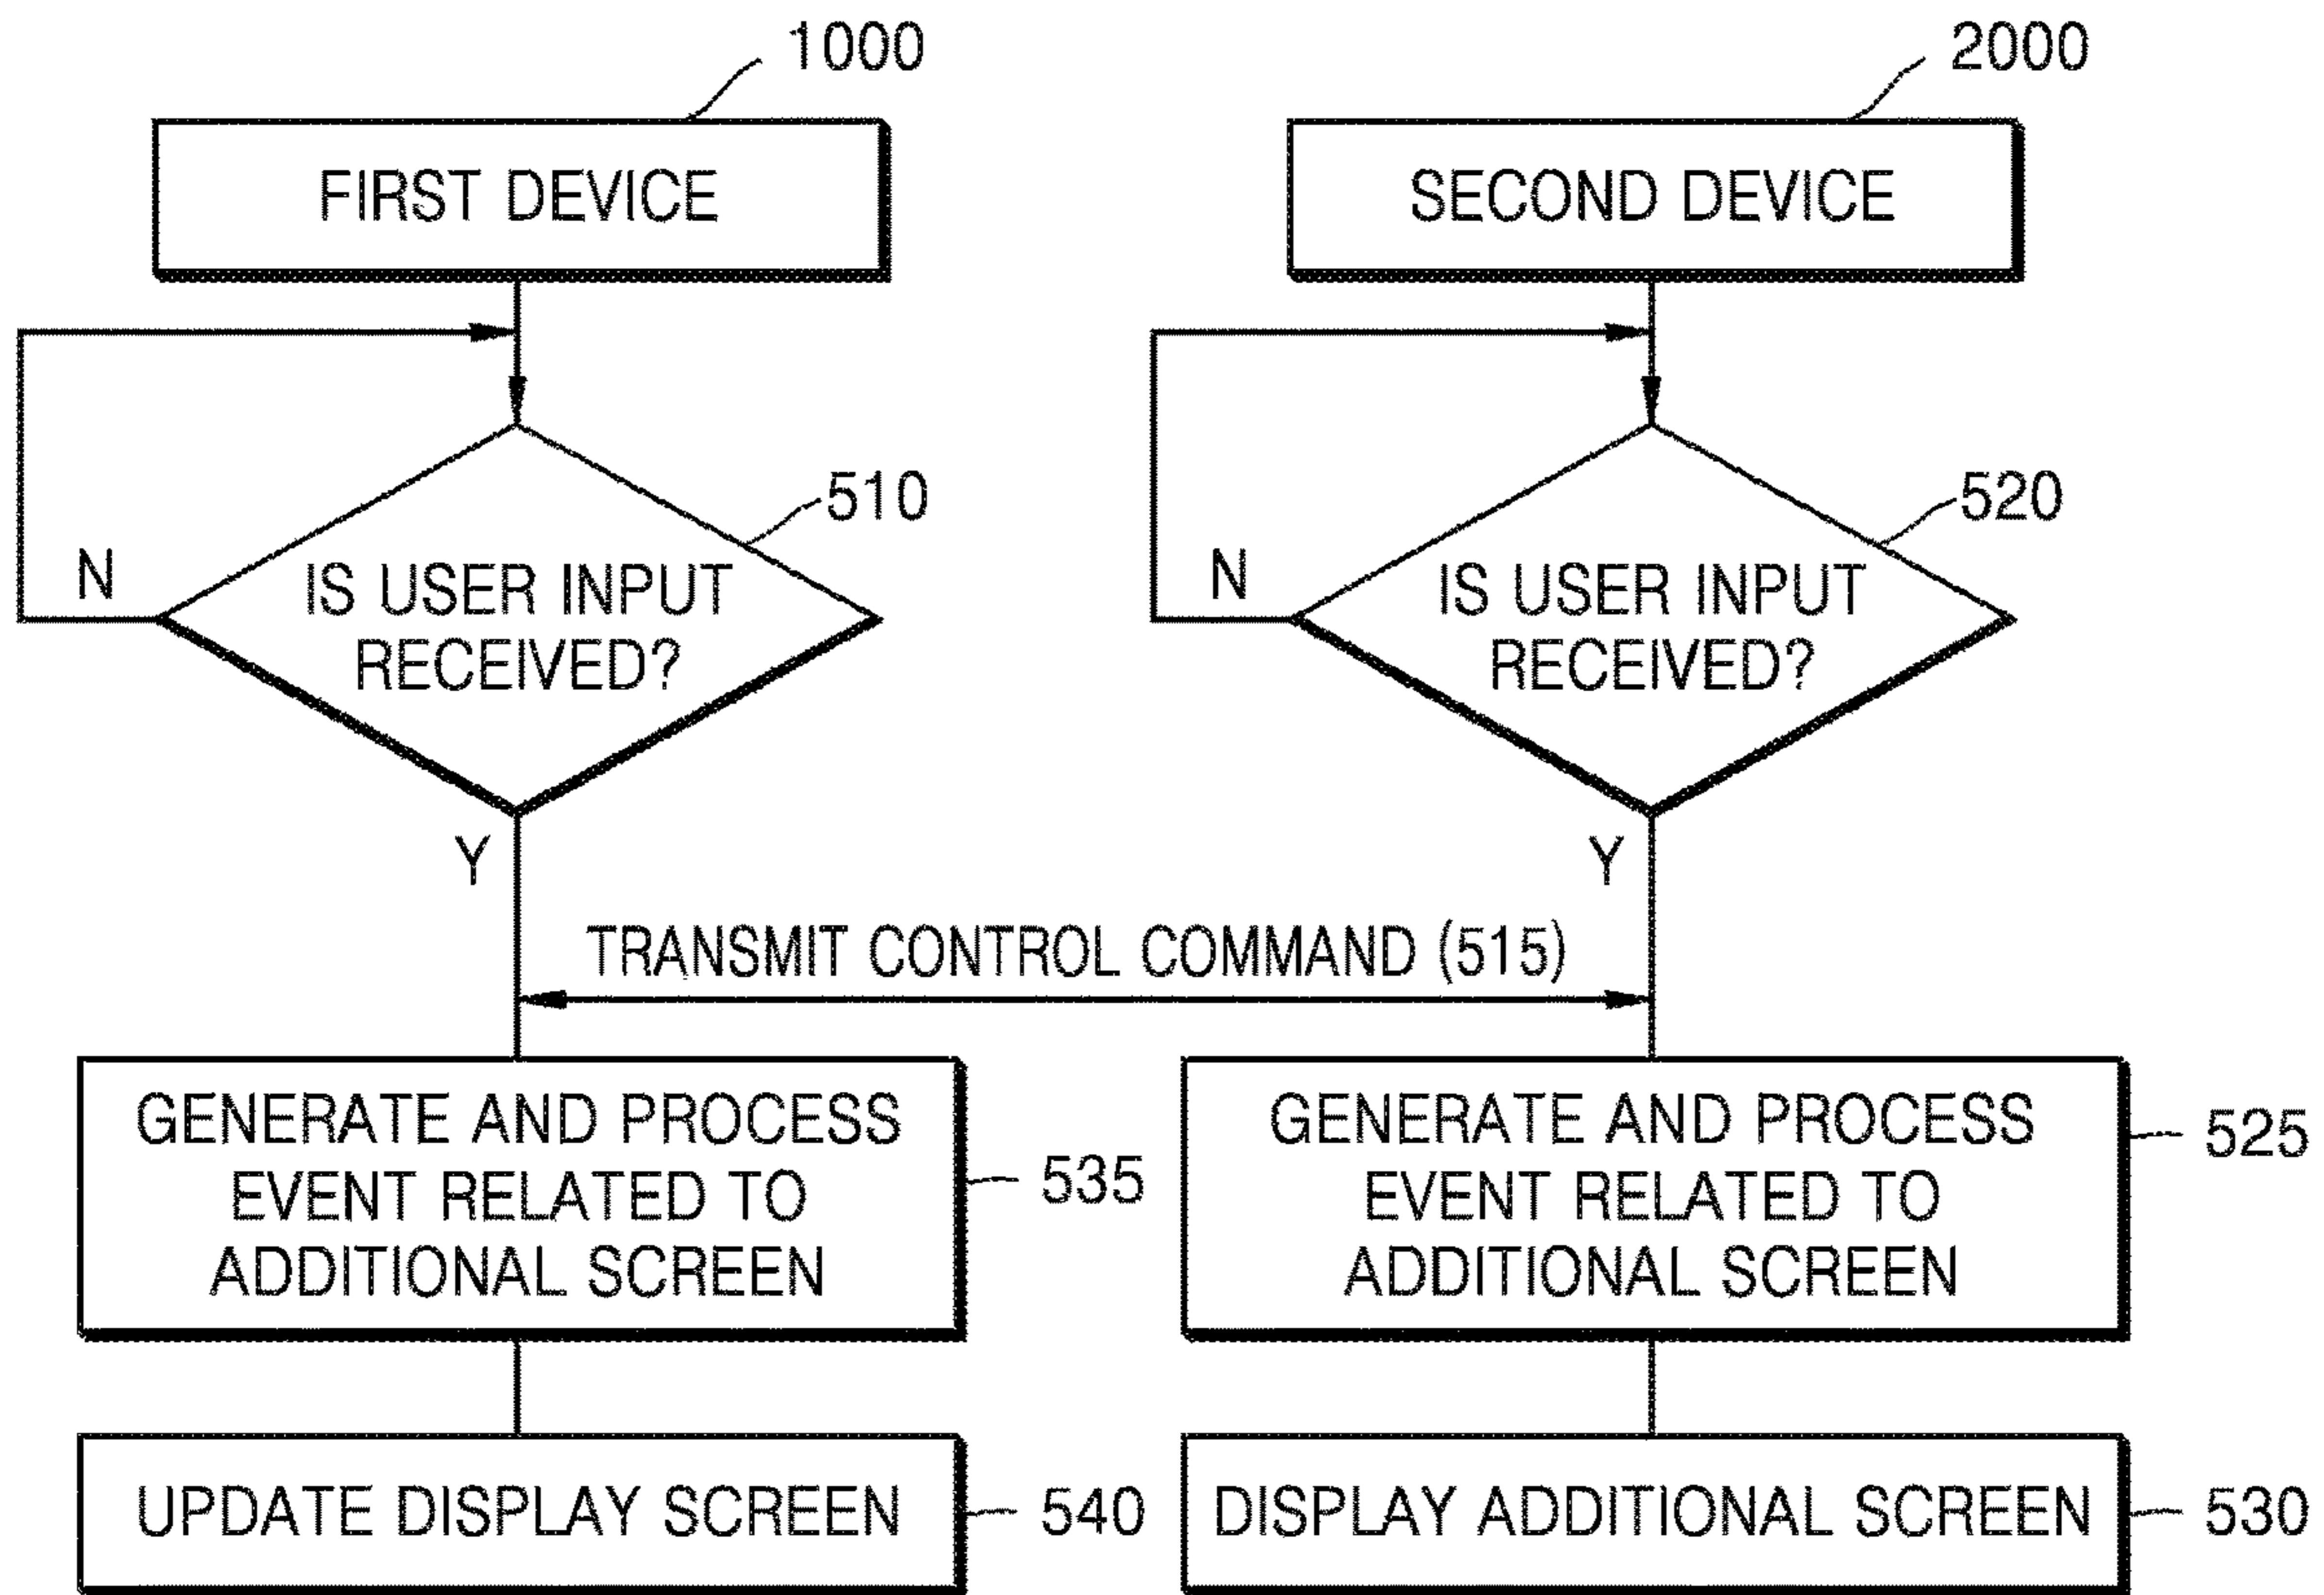 1000
2000
FIRST DEVICE
SECOND DEVICE
510
520
N
IS USER INPUT
RECEIVED?
N
IS USER INPUT
RECEIVED?
Y
Y
TRANSMIT CONTROL COMMAND (515)
GENERATE AND PROCESS
EVENT RELATED TO
ADDITIONAL SCREEN
535
GENERATE AND PROCESS
EVENT RELATED TO
ADDITIONAL SCREEN
525
UPDATE DISPLAY SCREEN
540
DISPLAY ADDITIONAL SCREEN
530